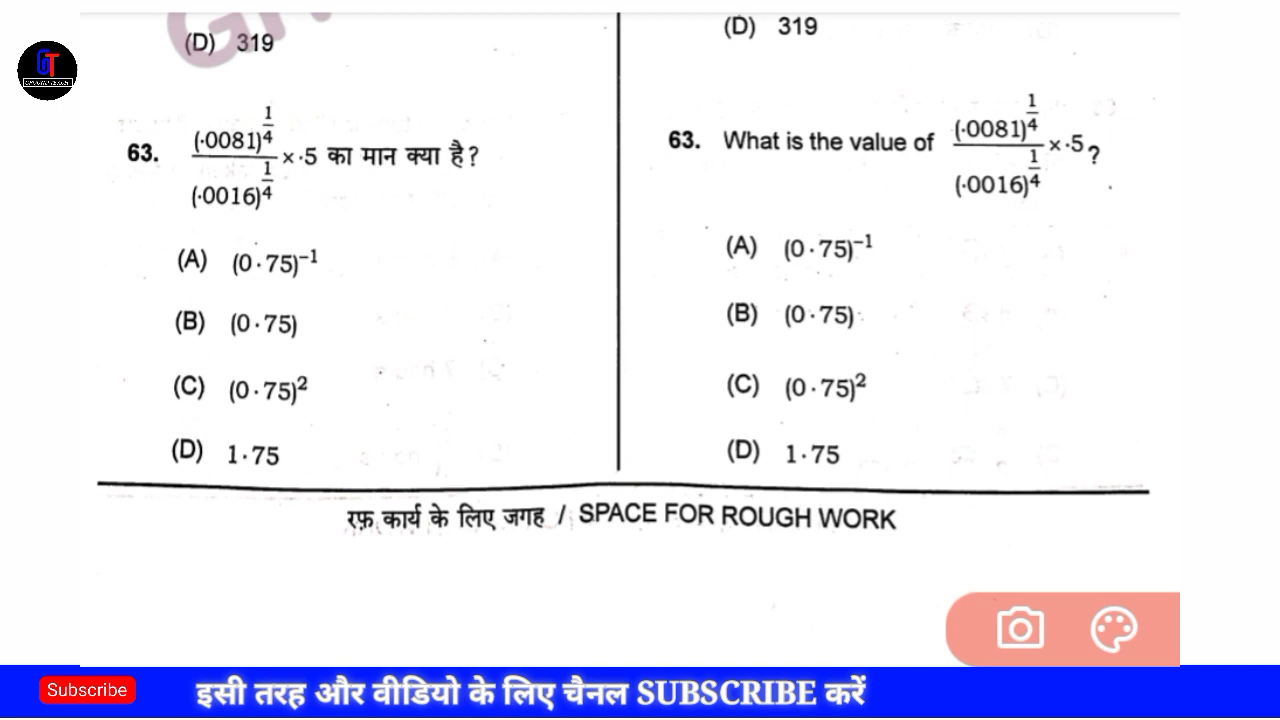 (D) 319
63. (·0081)^1/4 / (·0016)^1/4 × ·5 का मान क्या है?
(A) (0·75)⁻¹
(B) (0·75)
(C) (0·75)²
(D) 1·75
(D) 319
63. What is the value of (·0081)^1/4 / (·0016)^1/4 × ·5?
(A) (0·75)⁻¹
(B) (0·75)
(C) (0·75)²
(D) 1·75
रफ़ कार्य के लिए जगह / SPACE FOR ROUGH WORK
GT
Subscribe
इसी तरह और वीडियो के लिए चैनल SUBSCRIBE करें